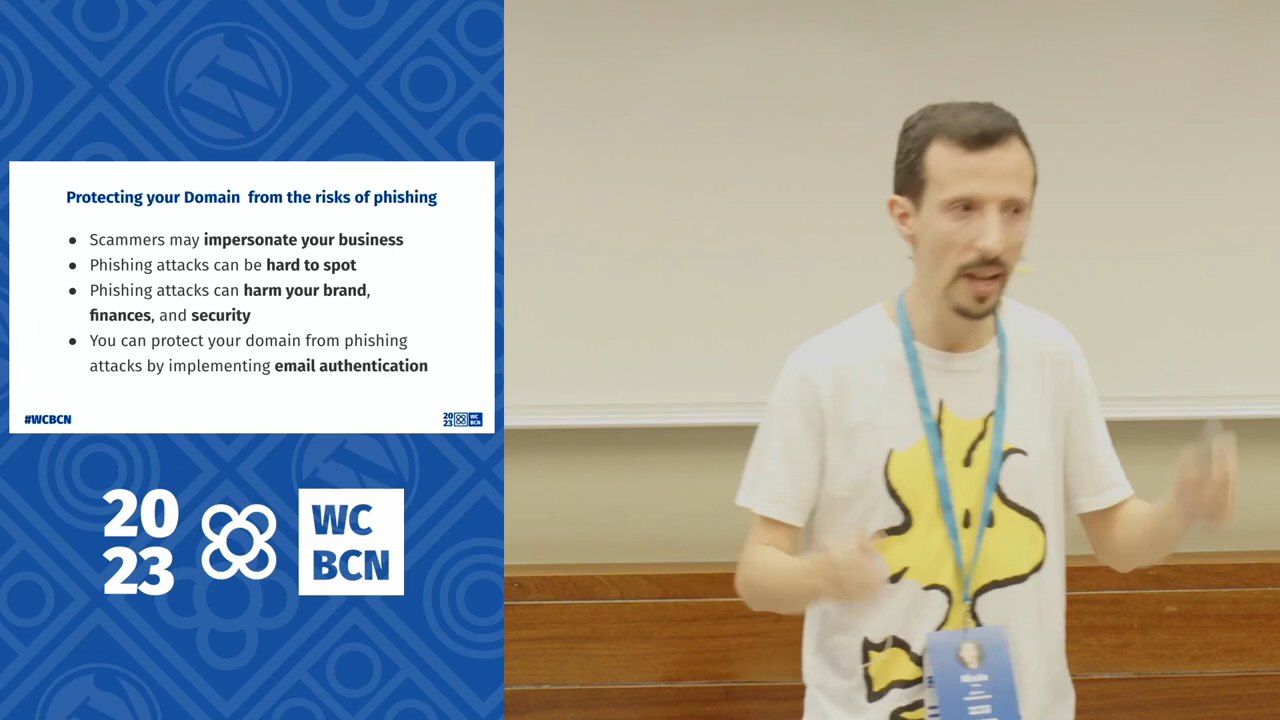 Protecting your Domain from the risks of phishing
● Scammers may impersonate your business
● Phishing attacks can be hard to spot
● Phishing attacks can harm your brand,
finances, and security
● You can protect your domain from phishing
attacks by implementing email authentication
#WCBCN
20
23
WC
BCN
20
23
WC
BCN